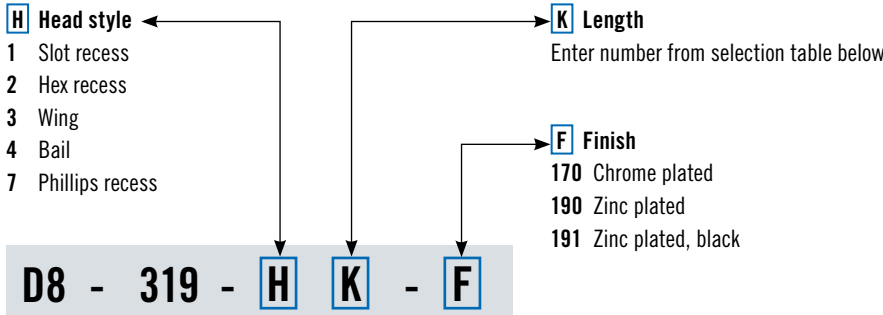 H Head style
1 Slot recess
2 Hex recess
3 Wing
4 Bail
7 Phillips recess
K Length
Enter number from selection table below
F Finish
170 Chrome plated
190 Zinc plated
191 Zinc plated, black
D8 - 319 - H K - F